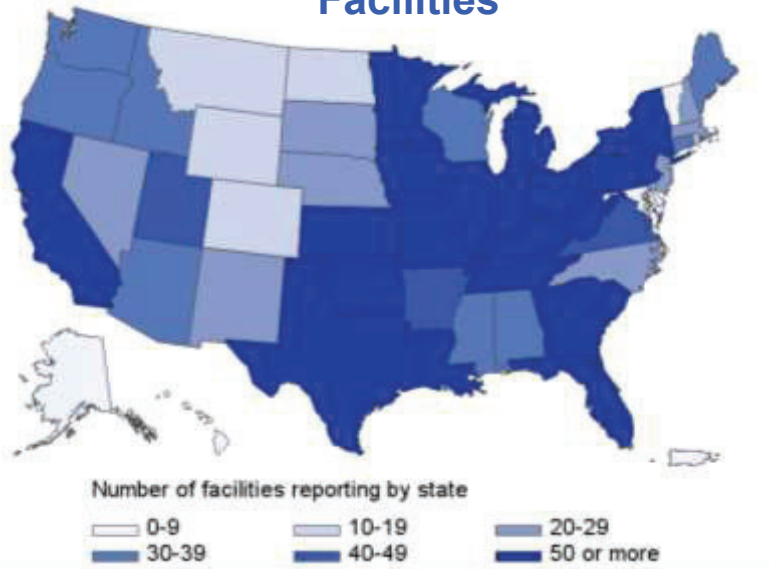 Facilities
Number of facilities reporting by state
0-9
10-19
20-29
30-39
40-49
50 or more